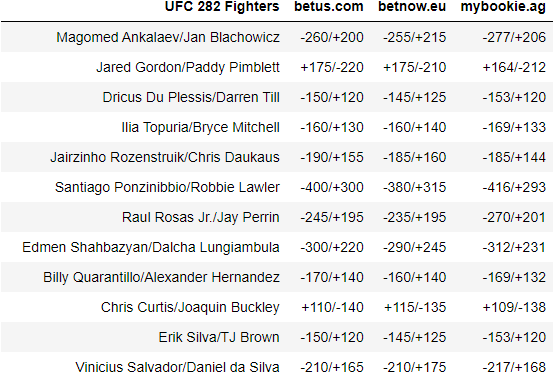 UFC 282 Fighters betus.com betnow.eu mybookie.ag
Magomed Ankalaev/Jan Blachowicz -260/+200 -255/+215 -277/+206
Jared Gordon/Paddy Pimblett +175/-220 +175/-210 +164/-212
Dricus Du Plessis/Darren Till -150/+120 -145/+125 -153/+120
Ilia Topuria/Bryce Mitchell -160/+130 -160/+140 -169/+133
Jairzinho Rozenstruik/Chris Daukaus -190/+155 -185/+160 -185/+144
Santiago Ponzinibbio/Robbie Lawler -400/+300 -380/+315 -416/+293
Raul Rosas Jr./Jay Perrin -245/+195 -235/+195 -270/+201
Edmen Shahbazyan/Dalcha Lungiambula -300/+220 -290/+245 -312/+231
Billy Quarantillo/Alexander Hernandez -170/+140 -160/+140 -169/+132
Chris Curtis/Joaquin Buckley +110/-140 +115/-135 +109/-138
Erik Silva/TJ Brown -150/+120 -145/+125 -153/+120
Vinicius Salvador/Daniel da Silva -210/+165 -210/+175 -217/+168